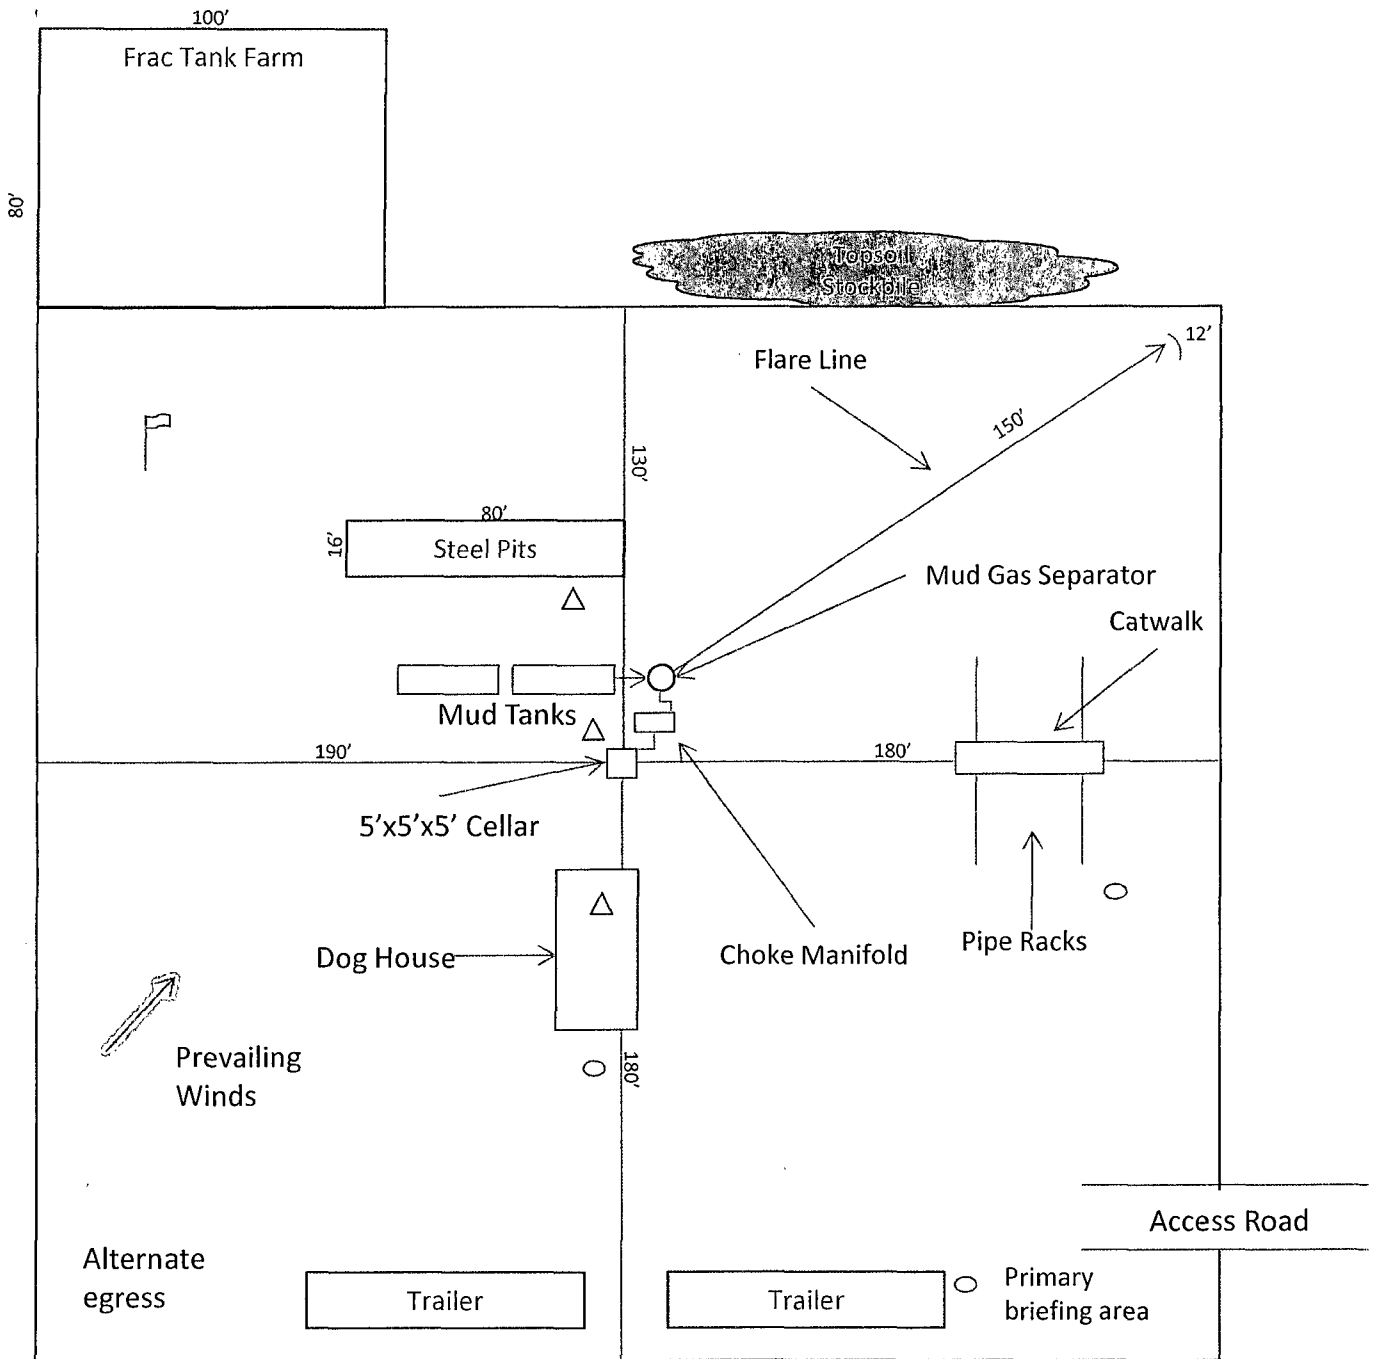 100’
Frac Tank Farm
80’
Topsoil
Stockpile
12’
Flare Line
150’
130’
80’
16’
Steel Pits
Mud Gas Separator
Catwalk
Mud Tanks
190’
180’
5’x5’x5’ Cellar
Dog House
Choke Manifold
Pipe Racks
Prevailing
Winds
180’
Access Road
Alternate
egress
Trailer
Trailer
Primary
briefing area